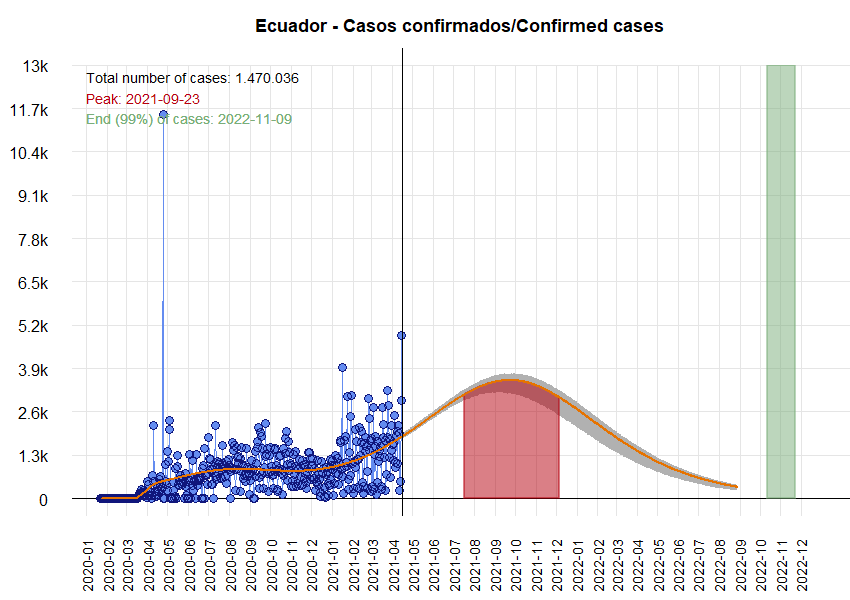 Ecuador - Casos confirmados/Confirmed cases
Total number of cases: 1.470.036
Peak: 2021-09-23
End (99%) of cases: 2022-11-09
13k
11.7k
10.4k
9.1k
7.8k
6.5k
5.2k
3.9k
2.6k
1.3k
0
2020-01
2020-02
2020-03
2020-04
2020-05
2020-06
2020-07
2020-08
2020-09
2020-10
2020-11
2020-12
2021-01
2021-02
2021-03
2021-04
2021-05
2021-06
2021-07
2021-08
2021-09
2021-10
2021-11
2021-12
2022-01
2022-02
2022-03
2022-04
2022-05
2022-06
2022-07
2022-08
2022-09
2022-10
2022-11
2022-12